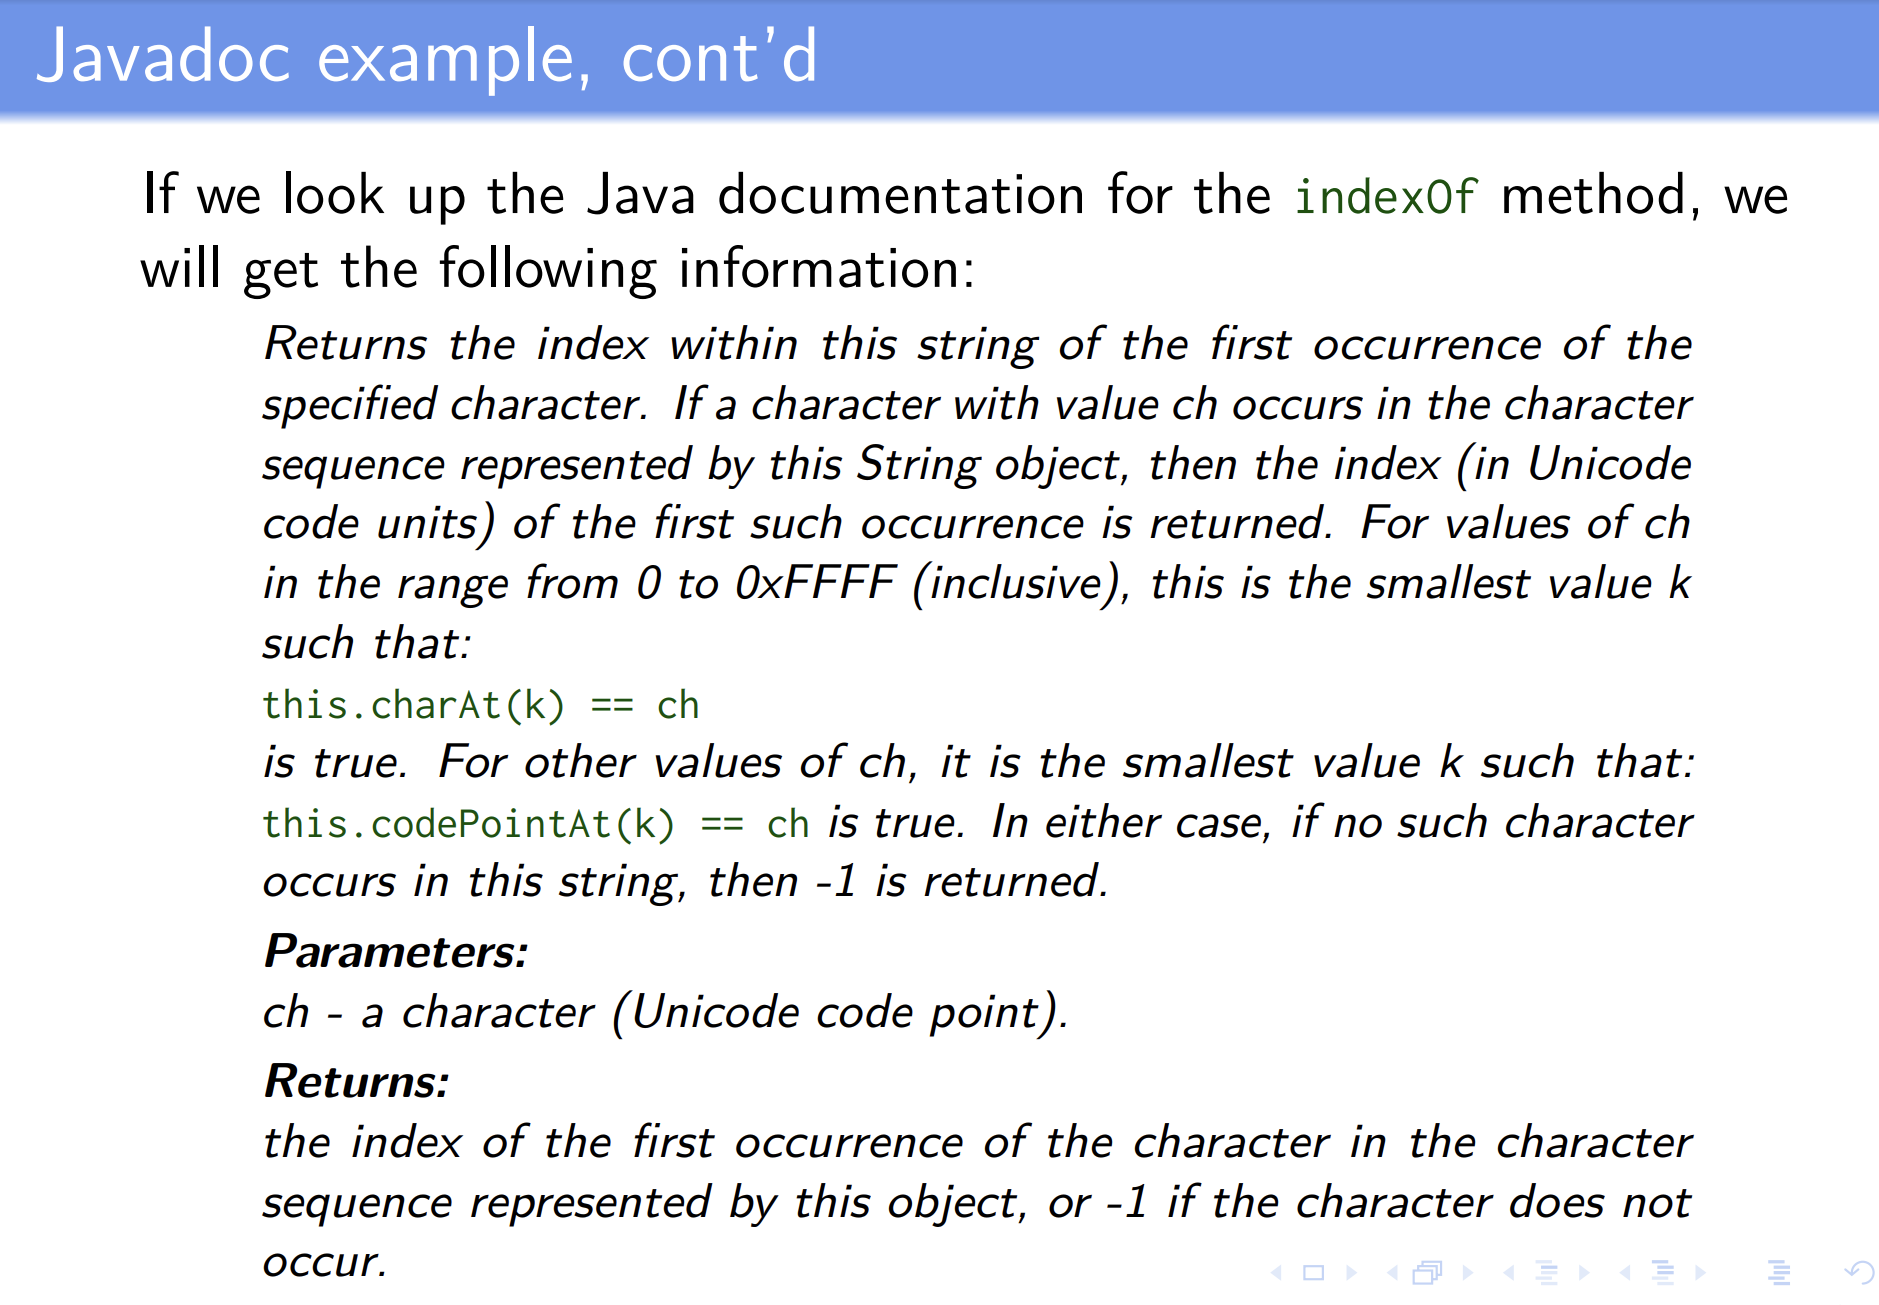 Javadoc example, cont'd
If we look up the Java documentation for the indexOf method, we
will get the following information:
Returns the index within this string of the first occurrence of the
specified character. If a character with value ch occurs in the character
sequence represented by this String object, then the index (in Unicode
code units) of the first such occurrence is returned. For values of ch
in the range from 0 to 0xFFFF (inclusive), this is the smallest value k
such that:
this.charAt(k) == ch
is true. For other values of ch, it is the smallest value k such that:
this.codePointAt(k) == ch is true. In either case, if no such character
occurs in this string, then -1 is returned.
Parameters:
ch - a character (Unicode code point).
Returns:
the index of the first occurrence of the character in the character
sequence represented by this object, or -1 if the character does not
occur.